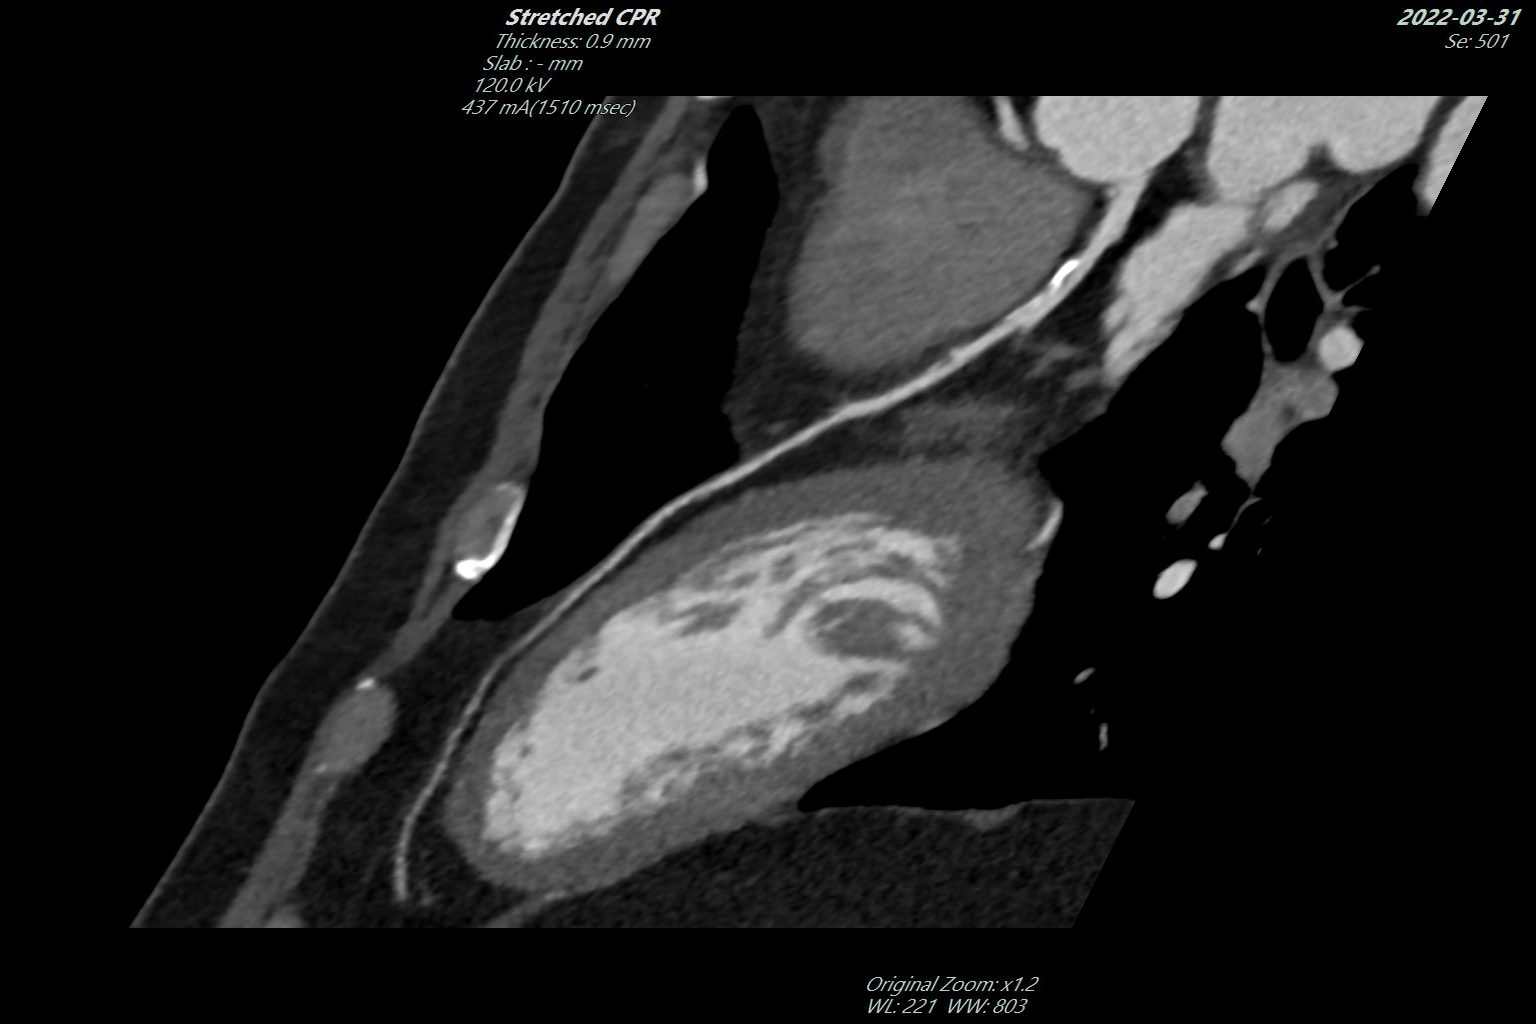 Stretched CPR
Thickness: 0.9 mm
Slab : - mm
120.0 kV
437 mA(1510 msec)
2022-03-31
Se: 501
Original Zoom: x1.2
WL: 221 WW: 803